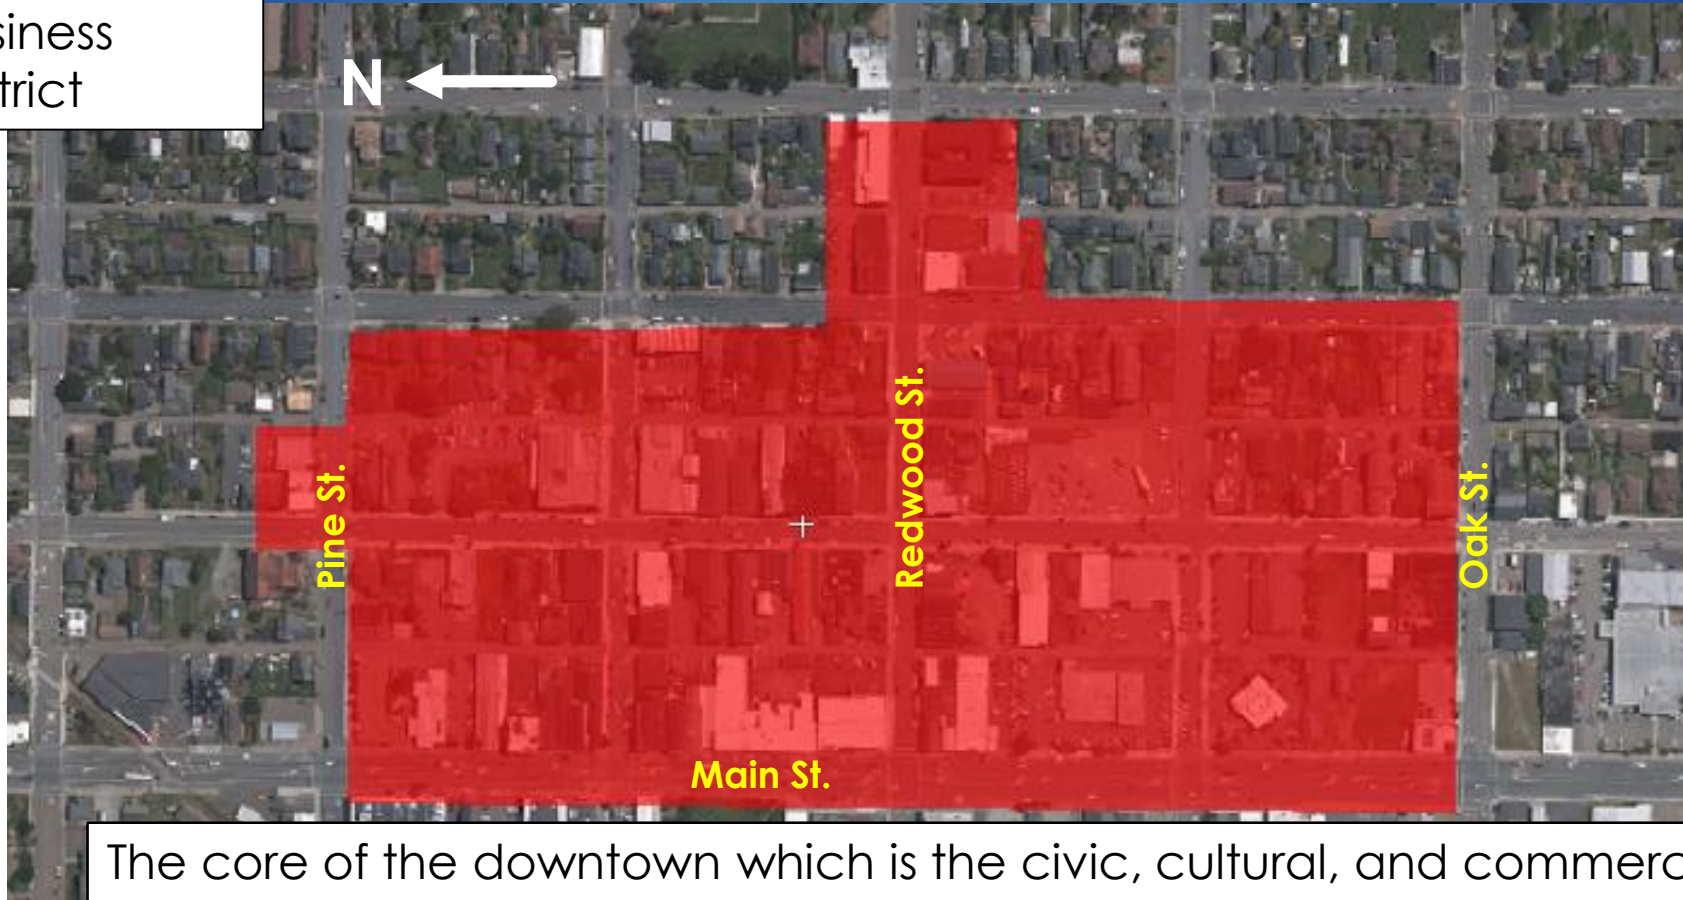 siness
trict
N
Pine St.
Redwood St.
Oak St.
Main St.
The core of the downtown which is the civic, cultural, and commerc